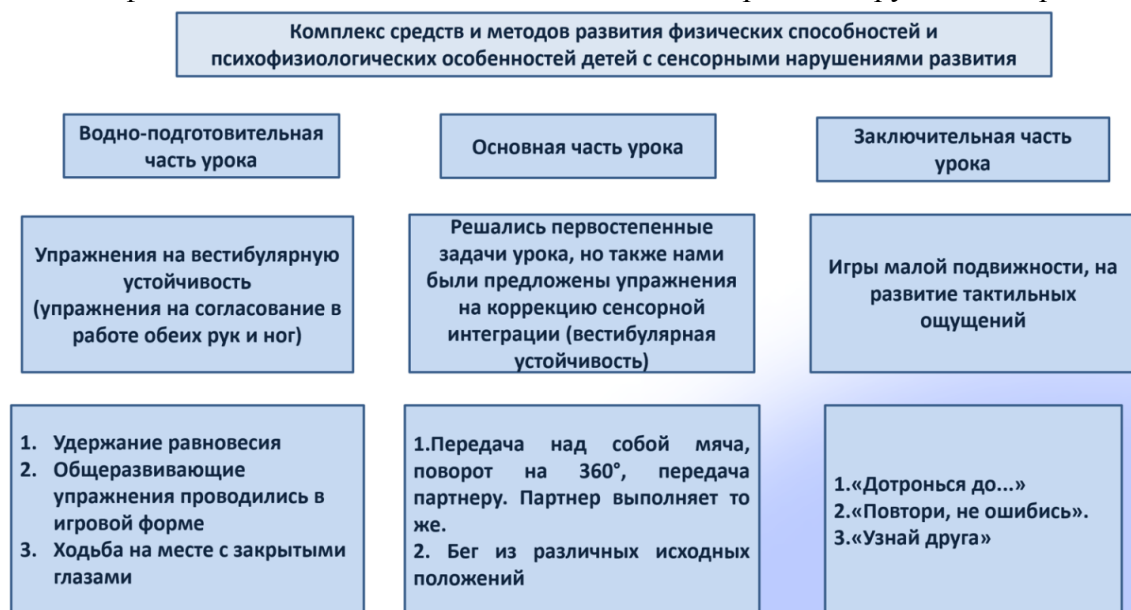 Комплекс средств и методов развития физических способностей и
психофизиологических особенностей детей с сенсорными нарушениями развития
Водно-подготовительная
часть урока
Основная часть урока
Заключительная часть
урока
Упражнения на вестибулярную
устойчивость
(упражнения на согласование в
работе обеих рук и ног)
Решались первостепенные
задачи урока, но также нами
были предложены упражнения
на коррекцию сенсорной
интеграции (вестибулярная
устойчивость)
Игры малой подвижности, на
развитие тактильных
ощущений
1. Удержание равновесия
2. Общеразвивающие
упражнения проводились в
игровой форме
3. Ходьба на месте с закрытыми
глазами
1.Передача над собой мяча,
поворот на 360°, передача
партнеру. Партнер выполняет то
же.
2. Бег из различных исходных
положений
1.«Дотронься до...»
2.«Повтори, не ошибись».
3.«Узнай друга»